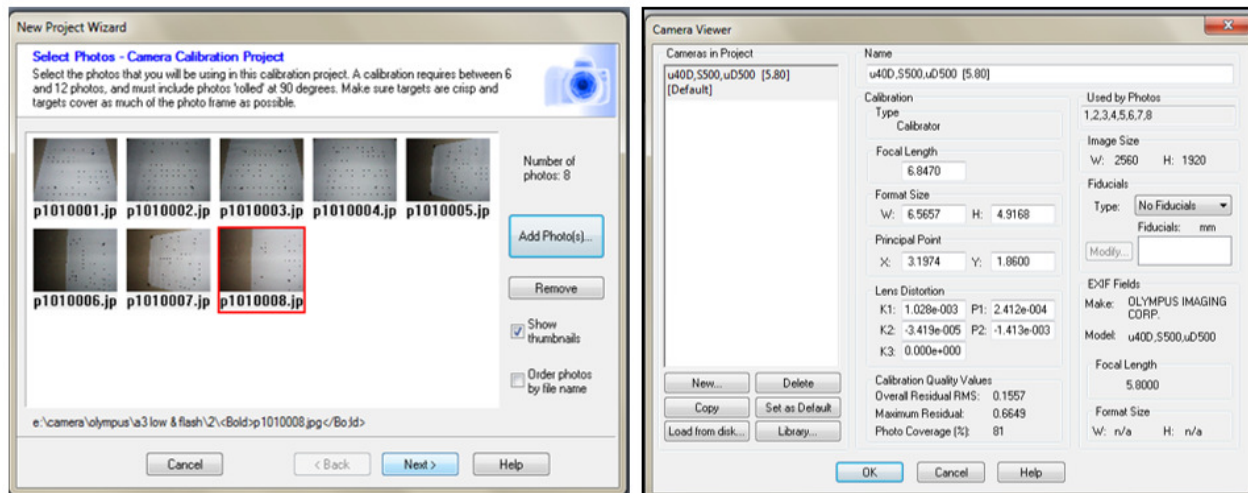 New Project Wizard
Select Photos - Camera Calibration Project
Select the photos that you will be using in this calibration project. A calibration requires between 6
and 12 photos, and must include photos 'rolled' at 90 degrees. Make sure targets are crisp and
targets cover as much of the photo frame as possible.
p1010001.jp p1010002.jp p1010003.jp p1010004.jp p1010005.jp
p1010006.jp p1010007.jp p1010008.jp
Number of
photos: 8
Add Photo(s)...
Remove
Show
thumbnails
Order photos
by file name
e:\camera\olympus\a3 low & flash\2\<Bold>p1010008.jpg</Bold>
Cancel < Back Next > Help
Camera Viewer
Cameras in Project
u40D,S500,uD500 [5.80]
[Default]
New... Delete
Copy Set as Default
Load from disk... Library...
Name
u40D,S500,uD500 [5.80]
Calibration
Type
Calibrator
Focal Length
6.8470
Format Size
W: 6.5657 H: 4.9168
Principal Point
X: 3.1974 Y: 1.8600
Lens Distortion
K1: 1.028e-003 P1: 2.412e-004
K2: -3.419e-005 P2: -1.413e-003
K3: 0.000e+000
Calibration Quality Values
Overall Residual RMS: 0.1557
Maximum Residual: 0.6649
Photo Coverage (%): 81
Used by Photos
1,2,3,4,5,6,7,8
Image Size
W: 2560 H: 1920
Fiducials
Type: No Fiducials
Fiducials: mm
Modify...
EXIF Fields
Make: OLYMPUS IMAGING
CORP.
Model: u40D,S500,uD500
Focal Length
5.8000
Format Size
W: n/a H: n/a
OK Cancel Help